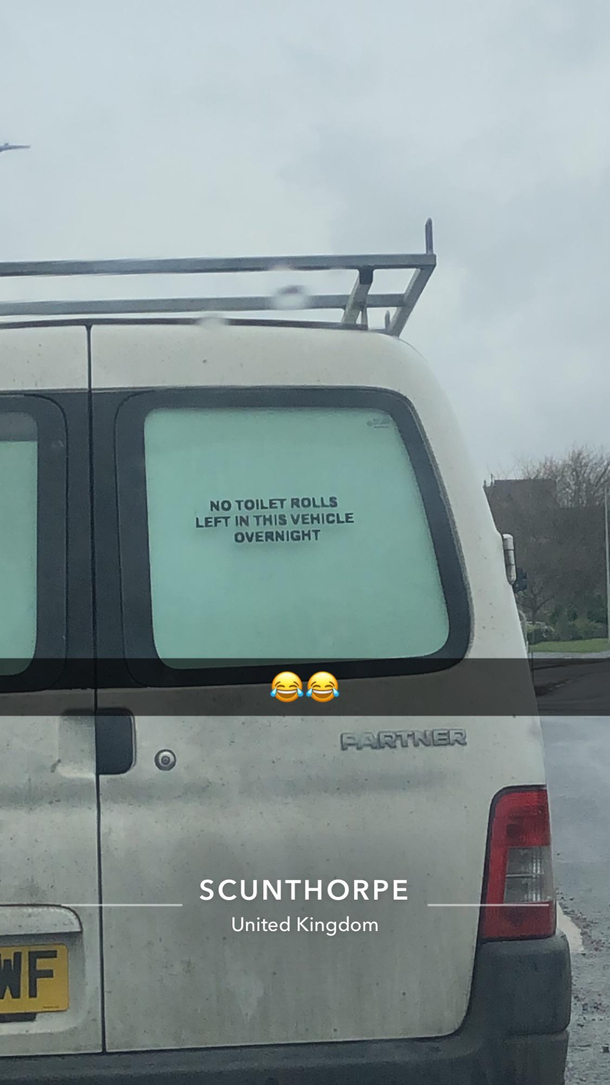 NO TOILET ROLLS
LEFT IN THIS VEHICLE
OVERNIGHT
😂😂
PARTNER
SCUNTHORPE
United Kingdom
WF